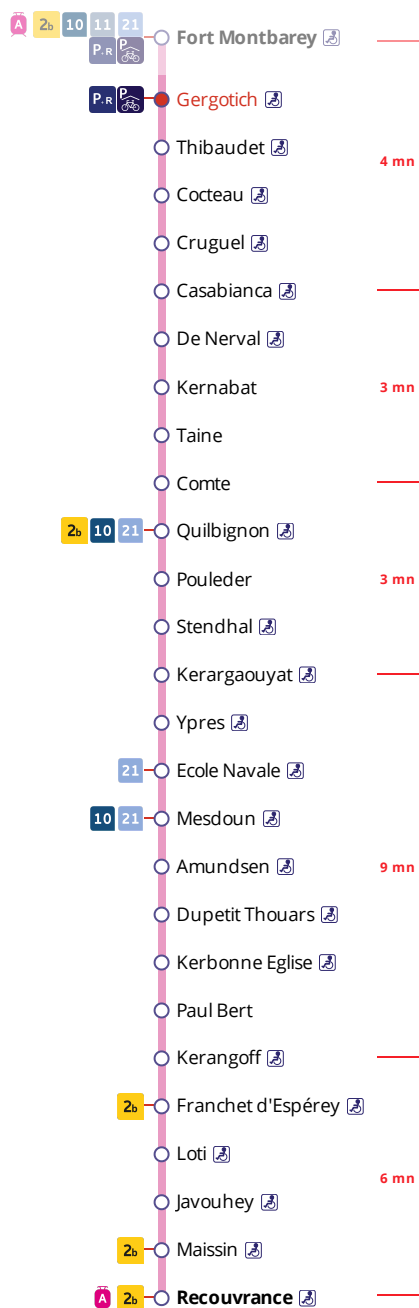 A 2b 10 11 21 Fort Montbarey
P+R P
P+R P Gergotich
Thibaudet
4 mn
Cocteau
Cruguel
Casabianca
De Nerval
Kernabat 3 mn
Taine
Comte
2b 10 21 Quilbignon
Pouleder 3 mn
Stendhal
Kerargaouyat
Ypres
21 Ecole Navale
10 21 Mesdoun
Amundsen 9 mn
Dupetit Thouars
Kerbonne Eglise
Paul Bert
Kerangoff
2b Franchet d'Espérey
Loti
6 mn
Javouhey
2b Maissin
A 2b Recouvrance